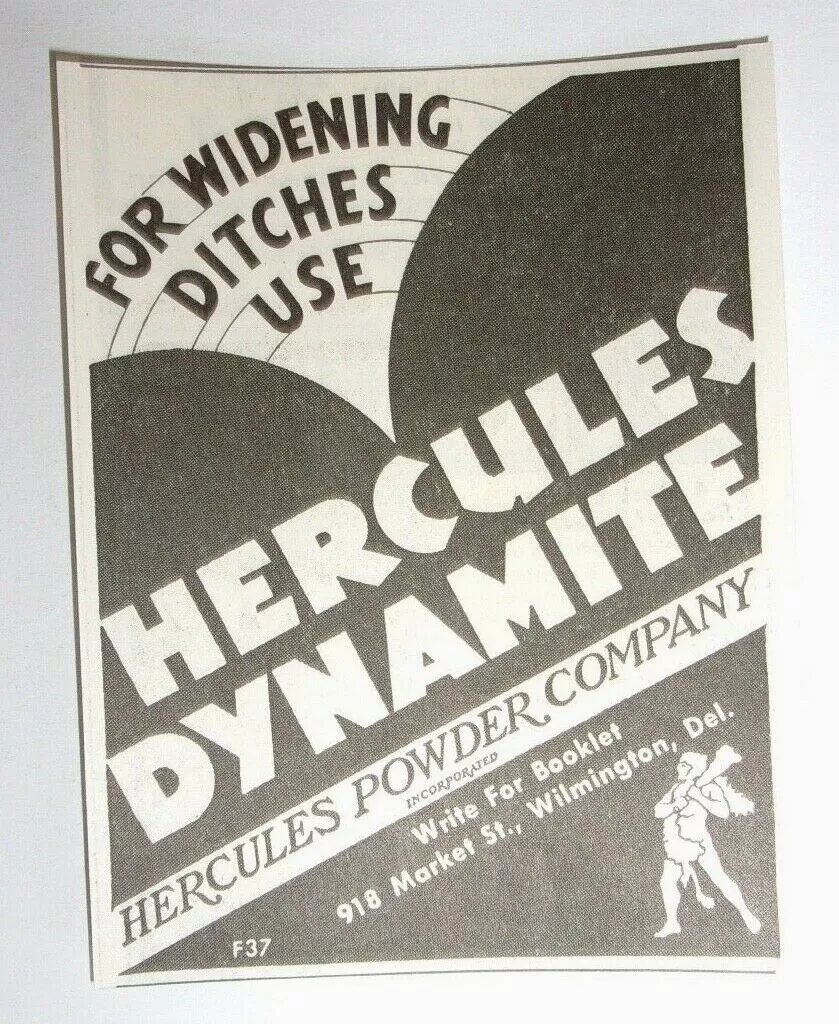 FOR WIDENING
DITCHES
USE
HERCULES
DYNAMITE
HERCULES POWDER COMPANY
INCORPORATED
Write For Booklet
918 Market St., Wilmington, Del.
F37